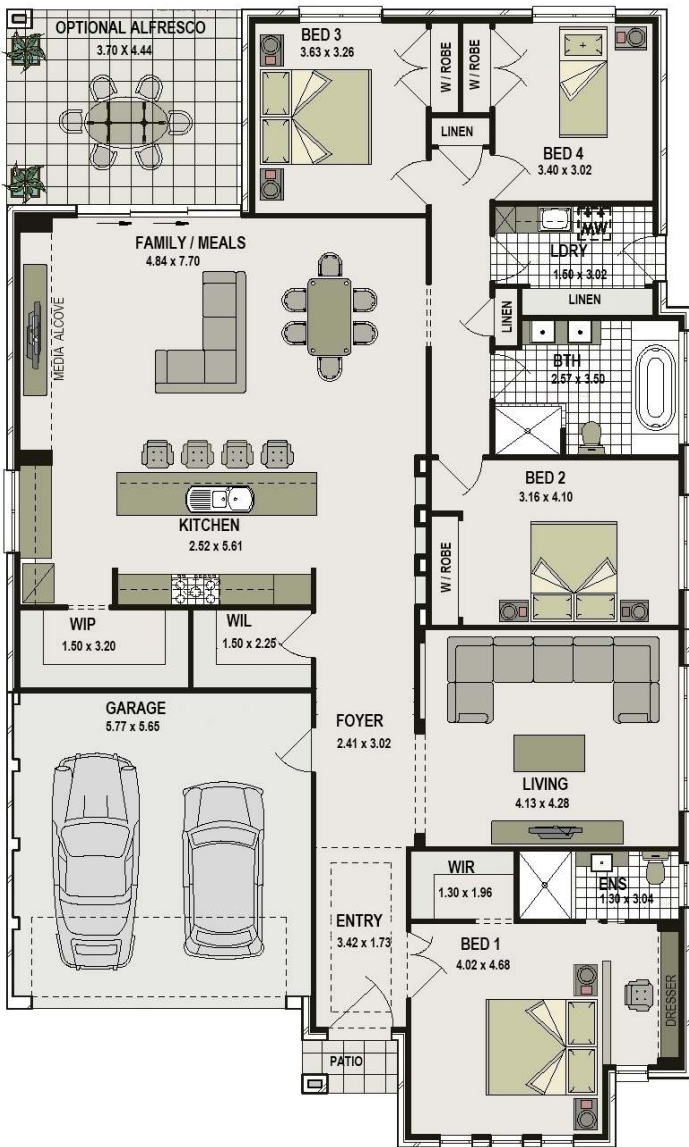 OPTIONAL ALFRESCO
3.70 X 4.44
BED 3
3.63 x 3.26
W / ROBE
W / ROBE
LINEN
BED 4
3.40 x 3.02
MW
LDRY
1.50 x 3.02
LINEN
LINEN
FAMILY / MEALS
4.84 x 7.70
MEDIA ALCOVE
BTH
2.57 x 3.50
BED 2
3.16 x 4.10
W / ROBE
KITCHEN
2.52 x 5.61
WIP
1.50 x 3.20
WIL
1.50 x 2.25
GARAGE
5.77 x 5.65
FOYER
2.41 x 3.02
LIVING
4.13 x 4.28
WIR
1.30 x 1.96
ENS
1.30 x 3.04
ENTRY
3.42 x 1.73
BED 1
4.02 x 4.68
DRESSER
PATIO